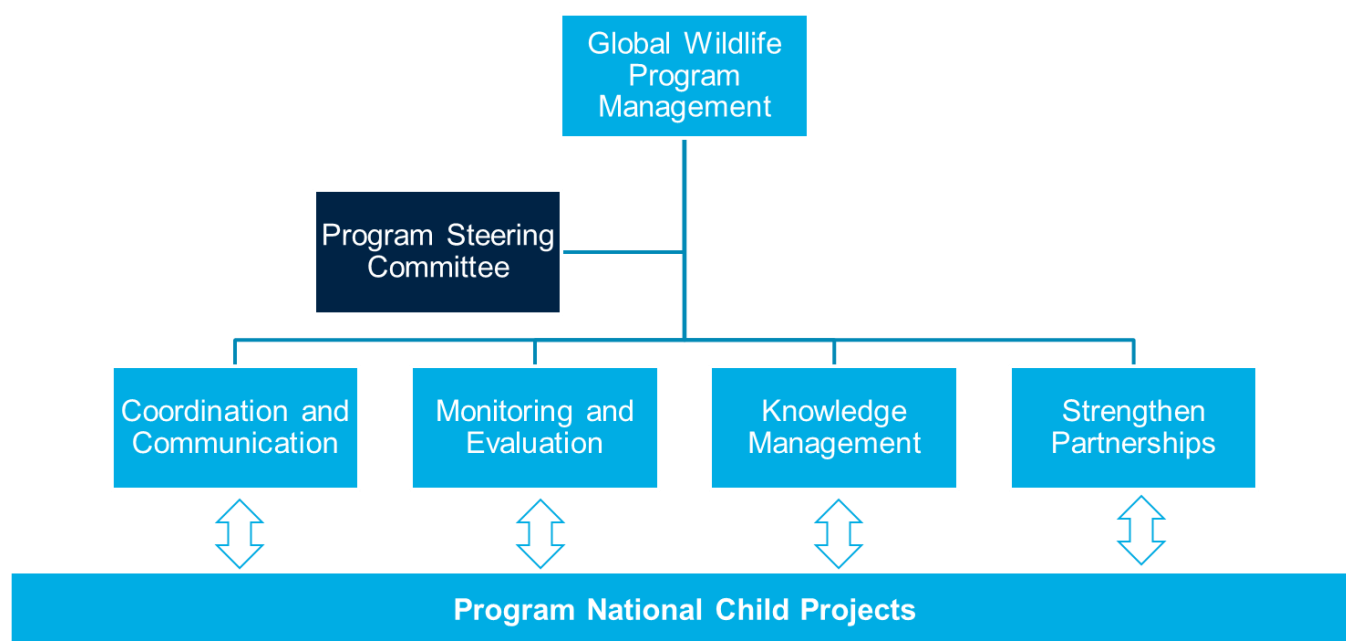 Global Wildlife
Program
Management
Program Steering
Committee
Coordination and
Communication
Monitoring and
Evaluation
Knowledge
Management
Strengthen
Partnerships
Program National Child Projects